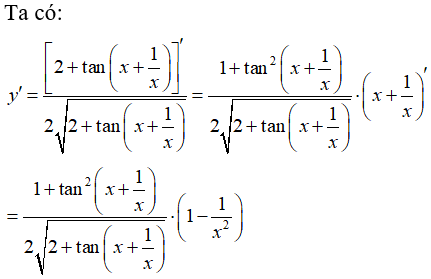 Ta có:
y' = [2 + tan(x + 1/x)]' / (2√(2 + tan(x + 1/x))) = (1 + tan²(x + 1/x)) / (2√(2 + tan(x + 1/x))) · (x + 1/x)'
= (1 + tan²(x + 1/x)) / (2√(2 + tan(x + 1/x))) · (1 − 1/x²)